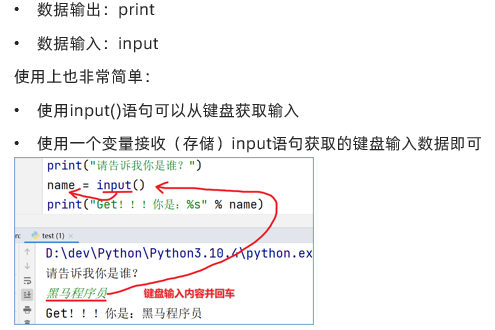 • 数据输出：print
• 数据输入：input
使用上也非常简单：
• 使用input()语句可以从键盘获取输入
• 使用一个变量接收（存储）input语句获取的键盘输入数据即可
print("请告诉我你是谁？")
name = input()
print("Get！！！你是：%s" % name)
test (1) ×
D:\dev\Python\Python3.10.4\python.ex
请告诉我你是谁？
黑马程序员
键盘输入内容并回车
Get！！！你是：黑马程序员